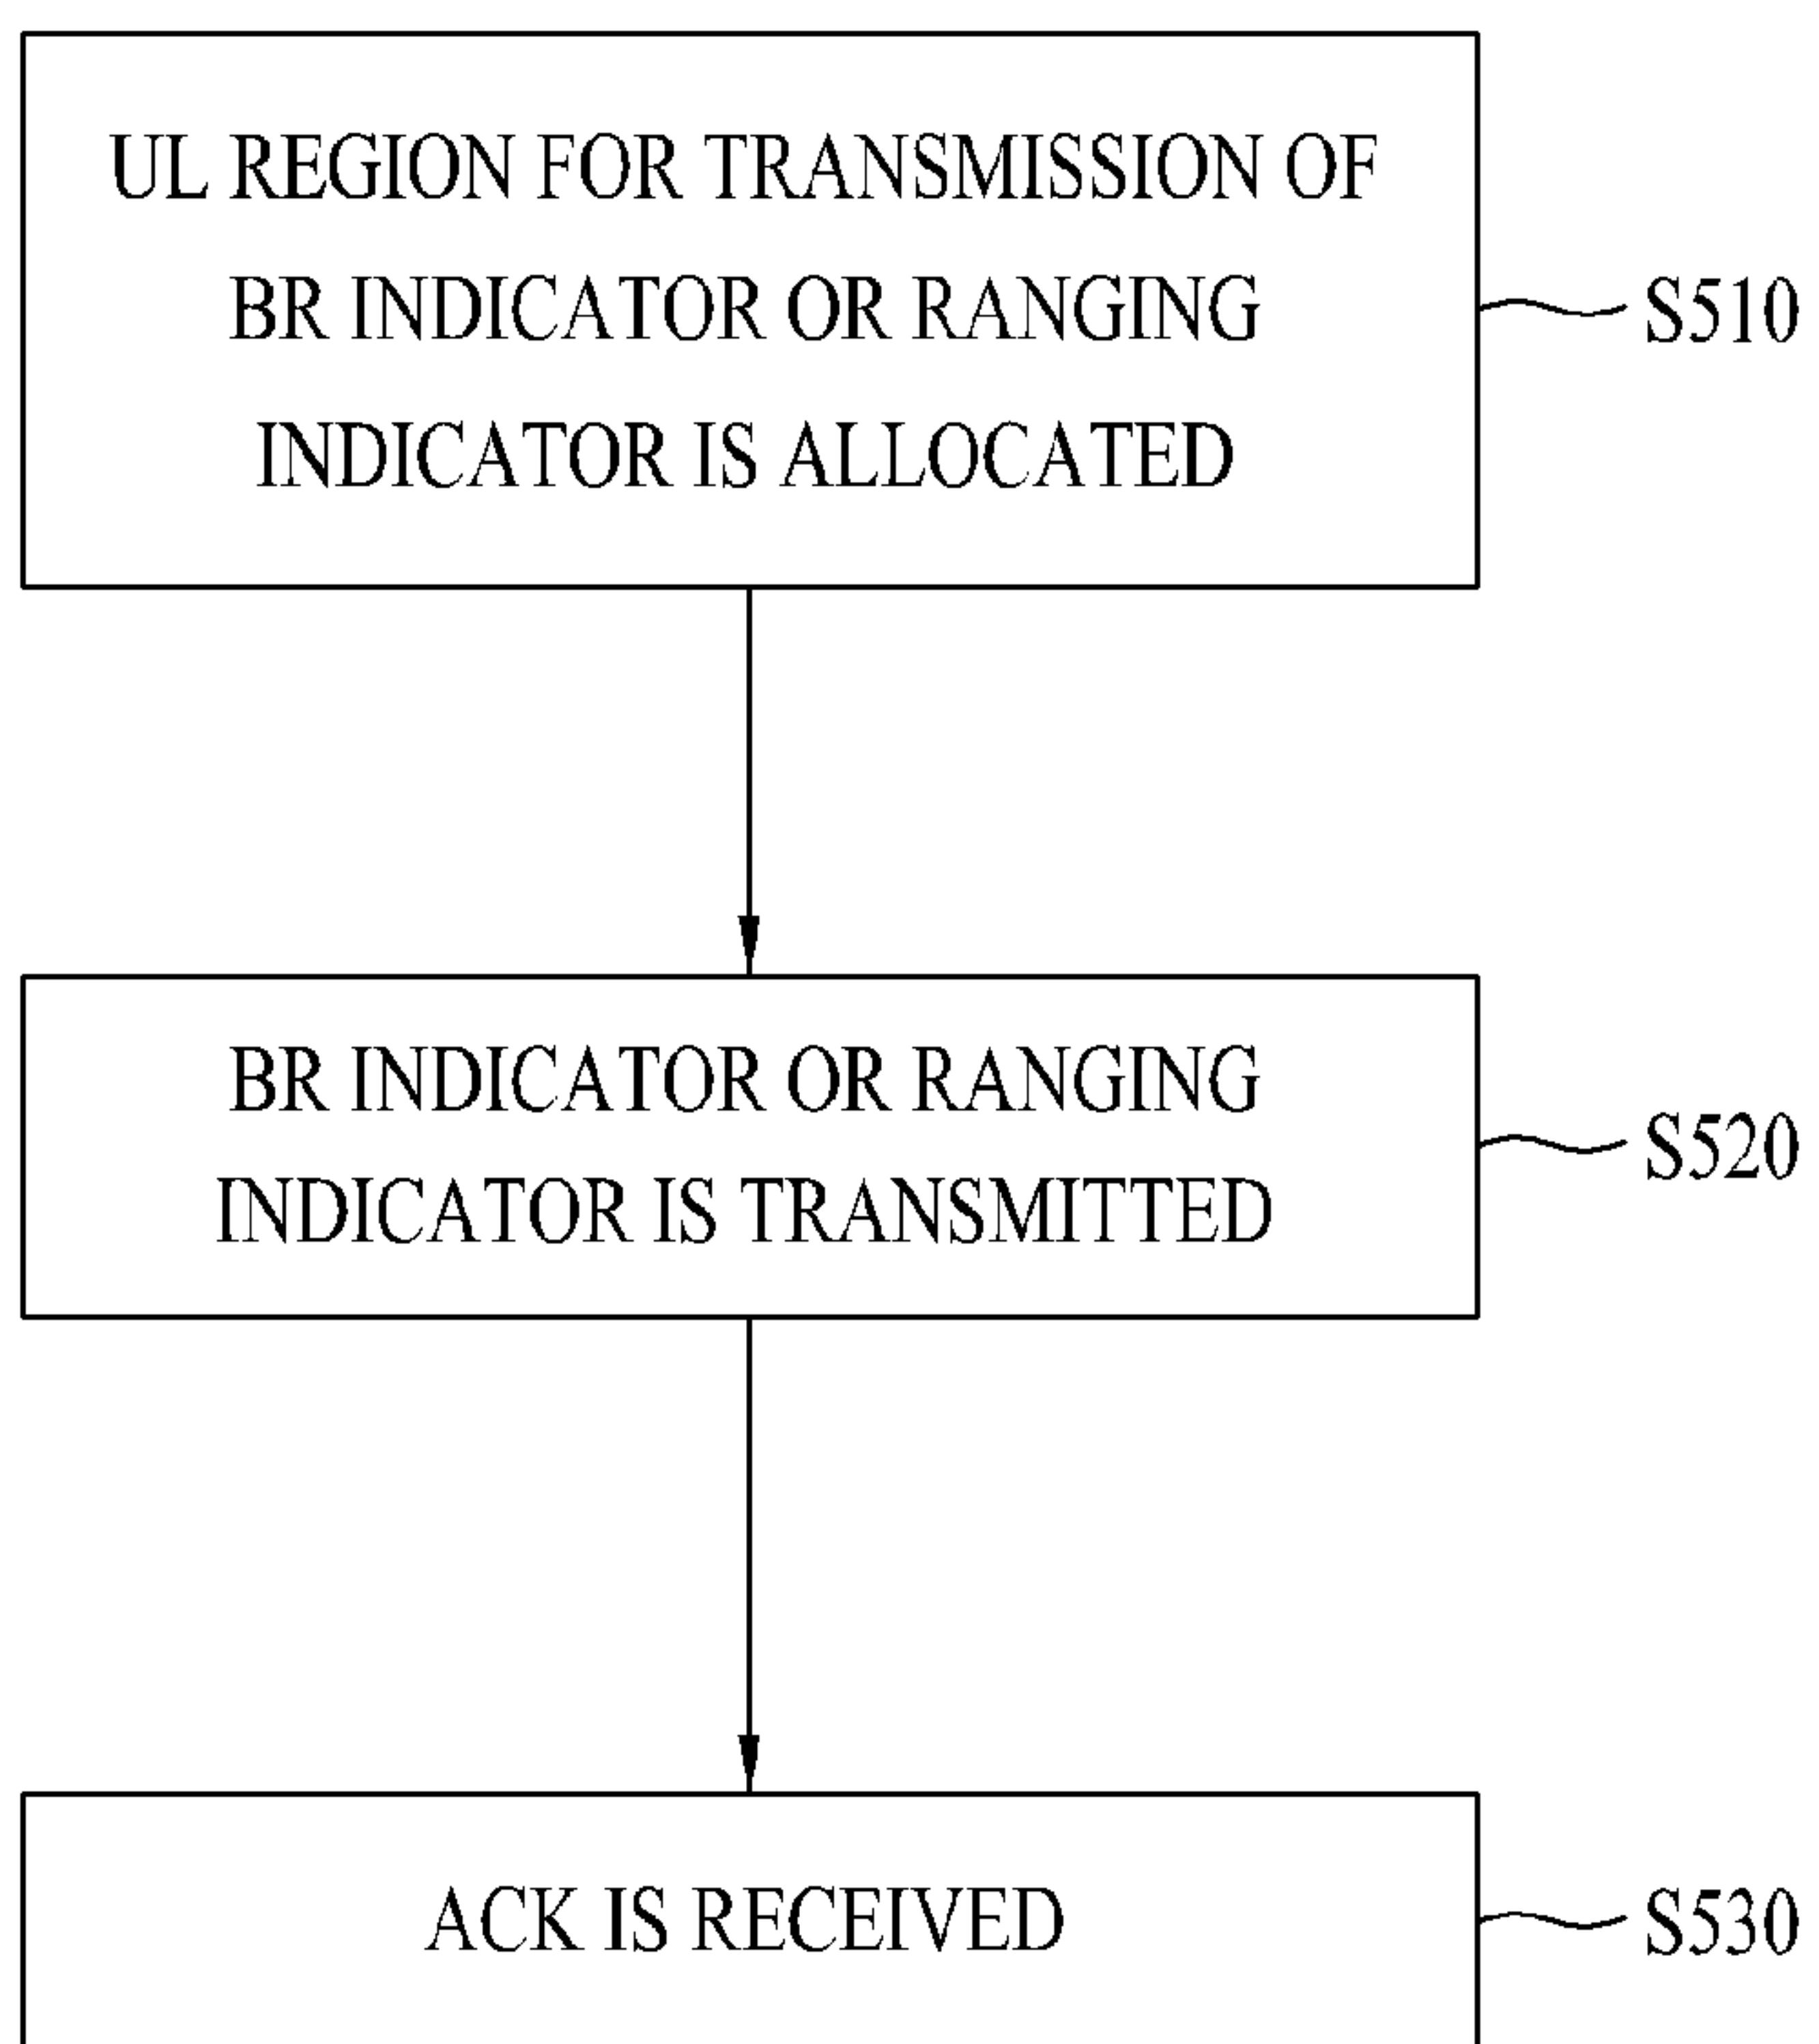 UL REGION FOR TRANSMISSION OF
BR INDICATOR OR RANGING
INDICATOR IS ALLOCATED
S510
BR INDICATOR OR RANGING
INDICATOR IS TRANSMITTED
S520
ACK IS RECEIVED
S530